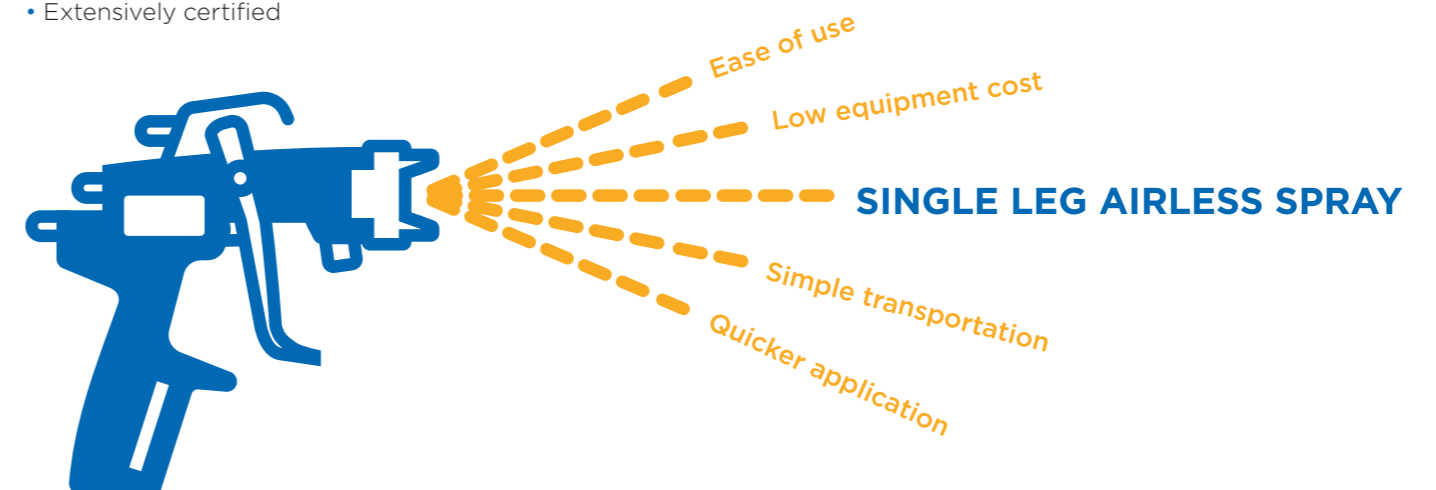 • Extensively certified
Ease of use
Low equipment cost
SINGLE LEG AIRLESS SPRAY
Simple transportation
Quicker application